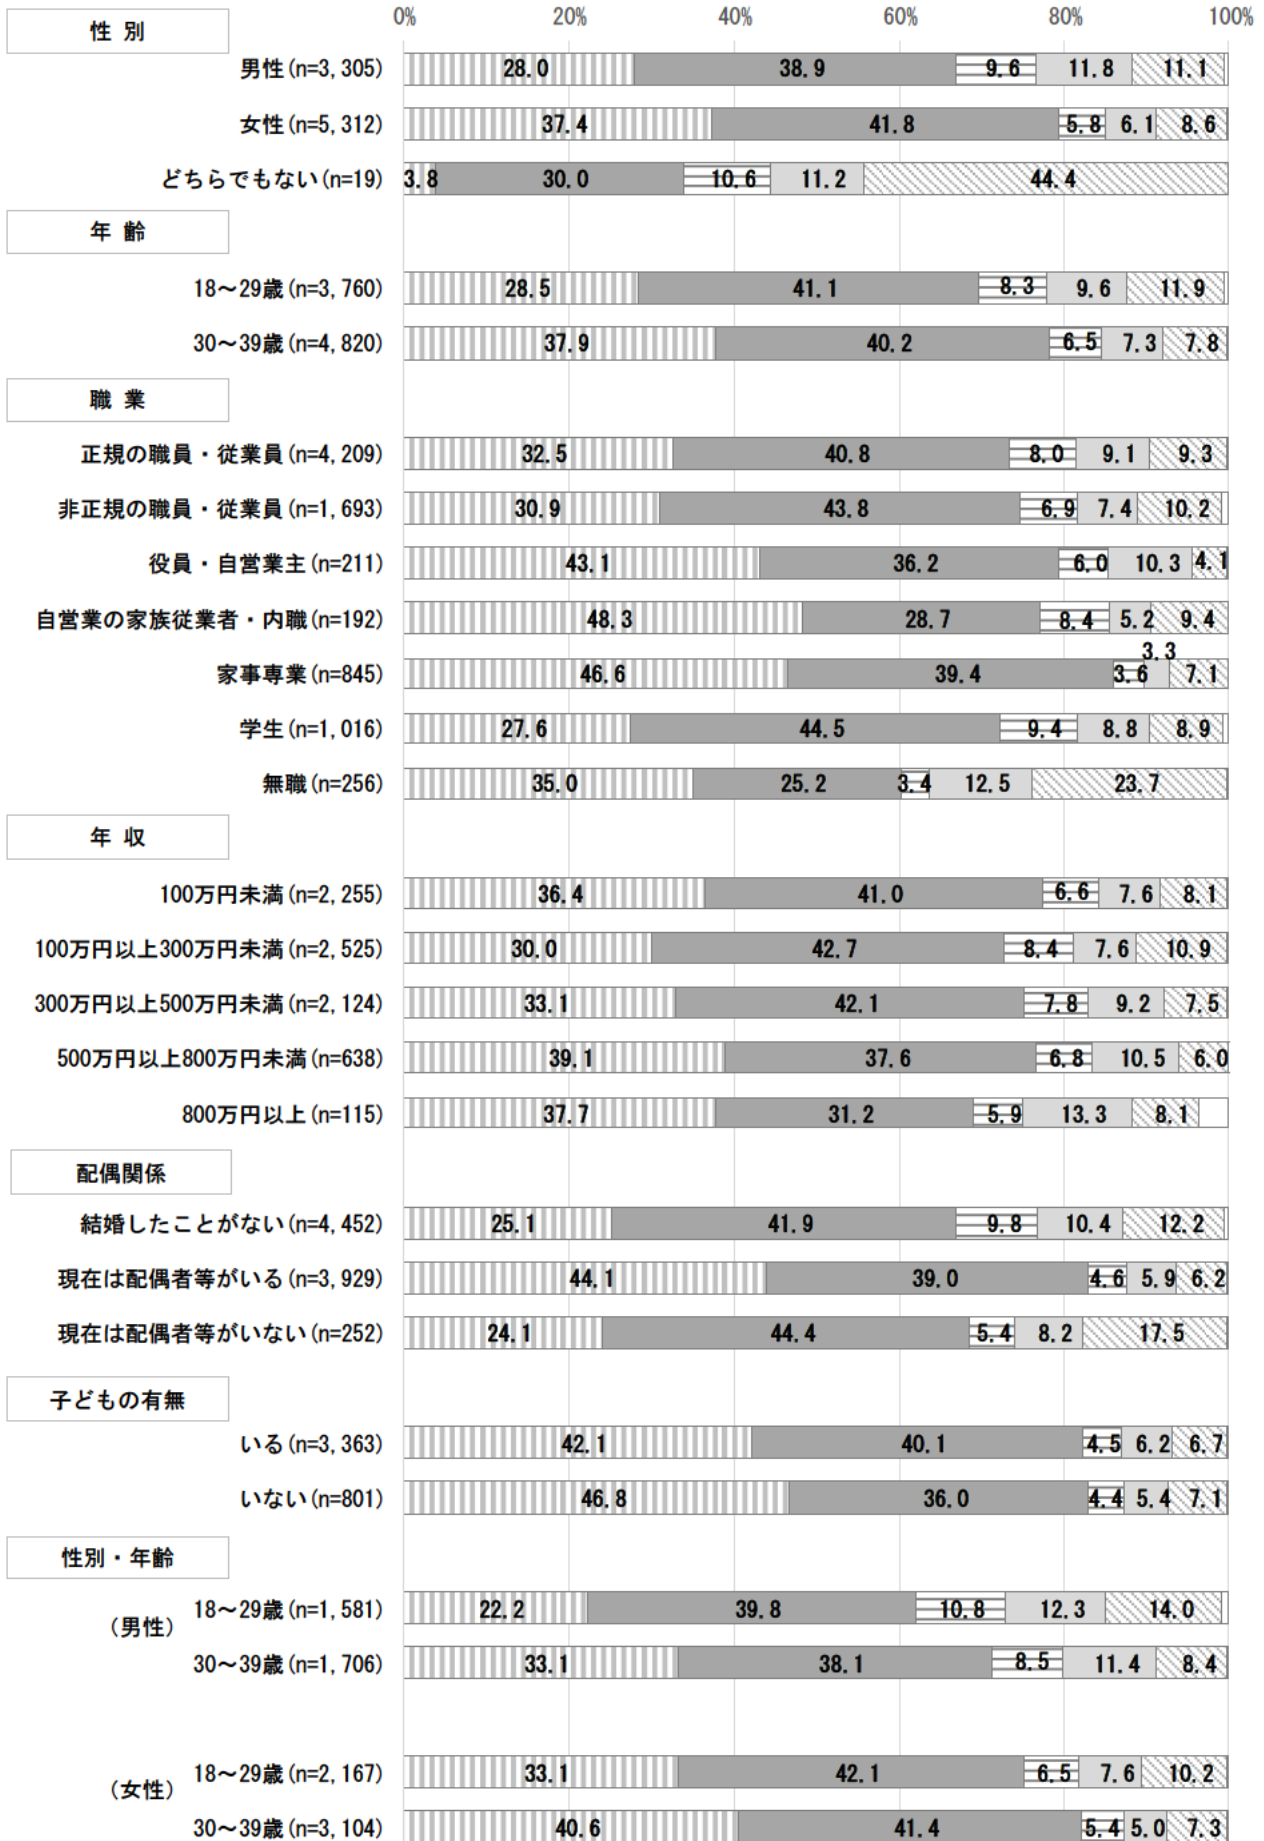 0% 20% 40% 60% 80% 100%
性 別
男性(n=3,305) 28.0 38.9 9.6 11.8 11.1
女性(n=5,312) 37.4 41.8 5.8 6.1 8.6
どちらでもない(n=19) 3.8 30.0 10.6 11.2 44.4
年 齢
18～29歳(n=3,760) 28.5 41.1 8.3 9.6 11.9
30～39歳(n=4,820) 37.9 40.2 6.5 7.3 7.8
職 業
正規の職員・従業員(n=4,209) 32.5 40.8 8.0 9.1 9.3
非正規の職員・従業員(n=1,693) 30.9 43.8 6.9 7.4 10.2
役員・自営業主(n=211) 43.1 36.2 6.0 10.3 4.1
自営業の家族従業者・内職(n=192) 48.3 28.7 8.4 5.2 9.4
家事専業(n=845) 46.6 39.4 3.6 3.3 7.1
学生(n=1,016) 27.6 44.5 9.4 8.8 8.9
無職(n=256) 35.0 25.2 3.4 12.5 23.7
年 収
100万円未満(n=2,255) 36.4 41.0 6.6 7.6 8.1
100万円以上300万円未満(n=2,525) 30.0 42.7 8.4 7.6 10.9
300万円以上500万円未満(n=2,124) 33.1 42.1 7.8 9.2 7.5
500万円以上800万円未満(n=638) 39.1 37.6 6.8 10.5 6.0
800万円以上(n=115) 37.7 31.2 5.9 13.3 8.1
配偶関係
結婚したことがない(n=4,452) 25.1 41.9 9.8 10.4 12.2
現在は配偶者等がいる(n=3,929) 44.1 39.0 4.6 5.9 6.2
現在は配偶者等がいない(n=252) 24.1 44.4 5.4 8.2 17.5
子どもの有無
いる(n=3,363) 42.1 40.1 4.5 6.2 6.7
いない(n=801) 46.8 36.0 4.4 5.4 7.1
性別・年齢
(男性)
18～29歳(n=1,581) 22.2 39.8 10.8 12.3 14.0
30～39歳(n=1,706) 33.1 38.1 8.5 11.4 8.4
(女性)
18～29歳(n=2,167) 33.1 42.1 6.5 7.6 10.2
30～39歳(n=3,104) 40.6 41.4 5.4 5.0 7.3